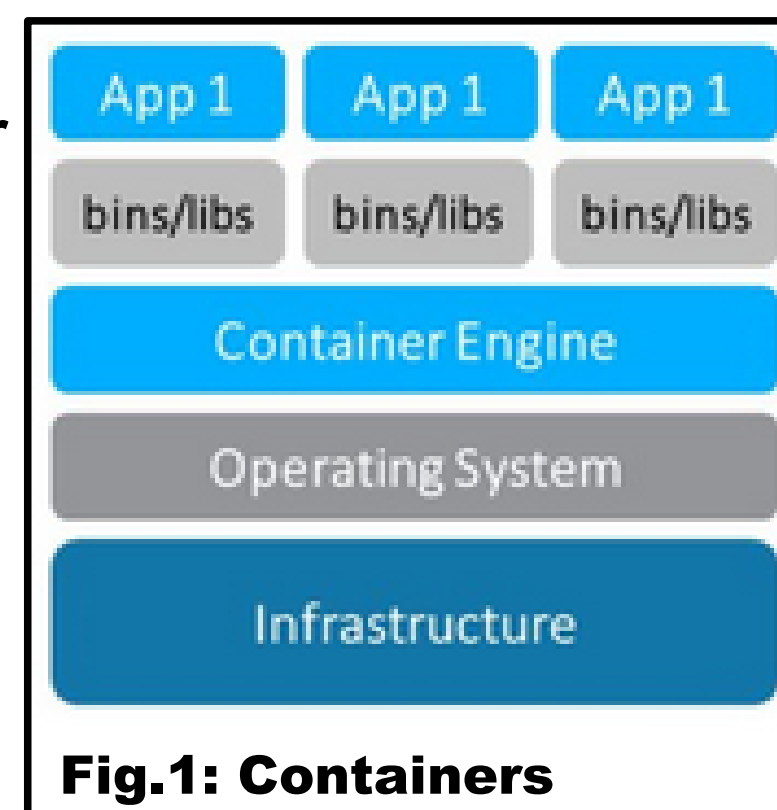 App 1 App 1 App 1
bins/libs bins/libs bins/libs
Container Engine
Operating System
Infrastructure
Fig.1: Containers